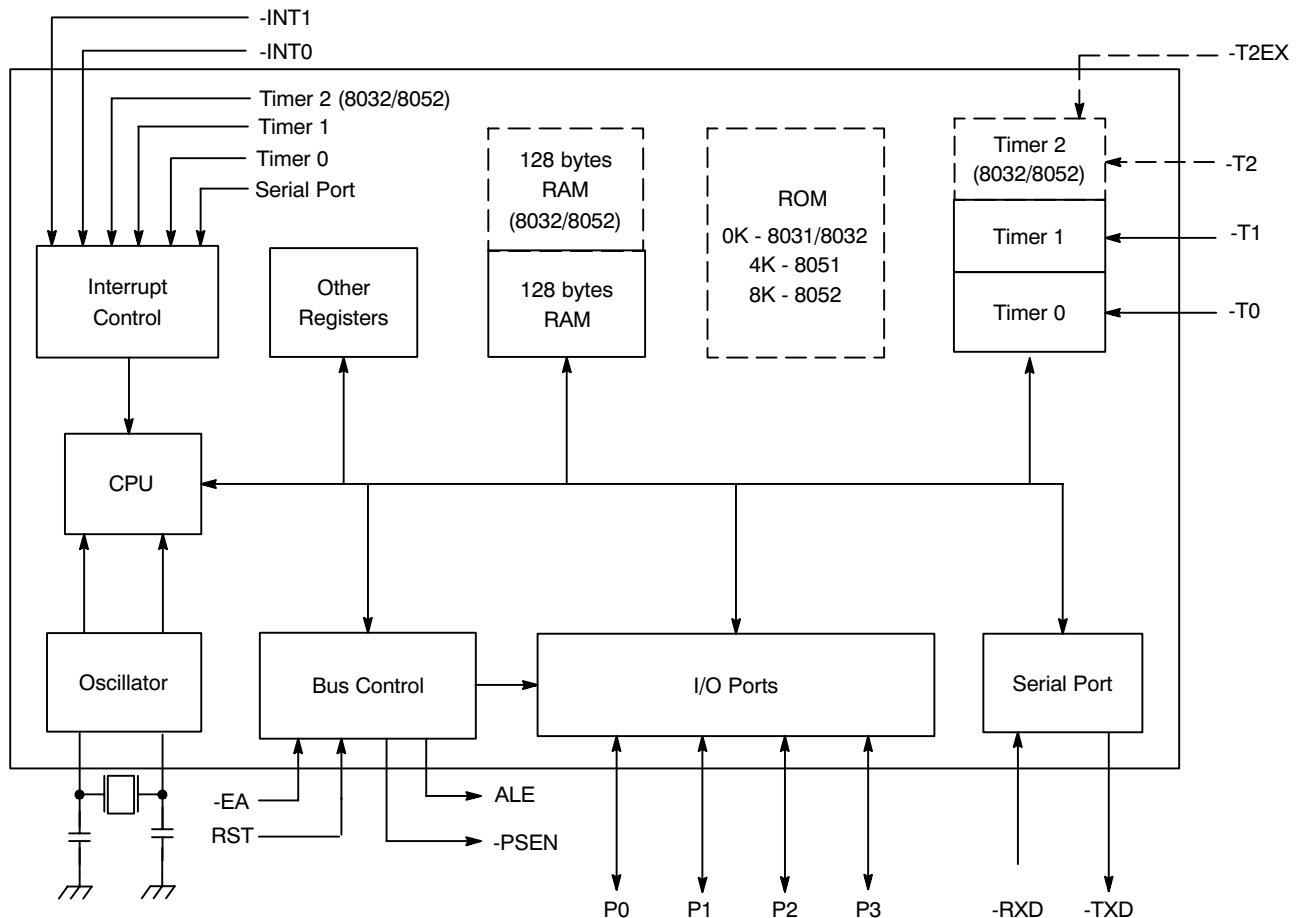 -INT1
-INT0
-T2EX
Timer 2 (8032/8052)
Timer 1
Timer 0
Serial Port
128 bytes
RAM
(8032/8052)
128 bytes
RAM
ROM
0K - 8031/8032
4K - 8051
8K - 8052
Timer 2
(8032/8052)
Timer 1
Timer 0
-T2
-T1
-T0
Interrupt
Control
Other
Registers
CPU
Oscillator
Bus Control
I/O Ports
Serial Port
-EA
RST
ALE
-PSEN
P0
P1
P2
P3
-RXD
-TXD